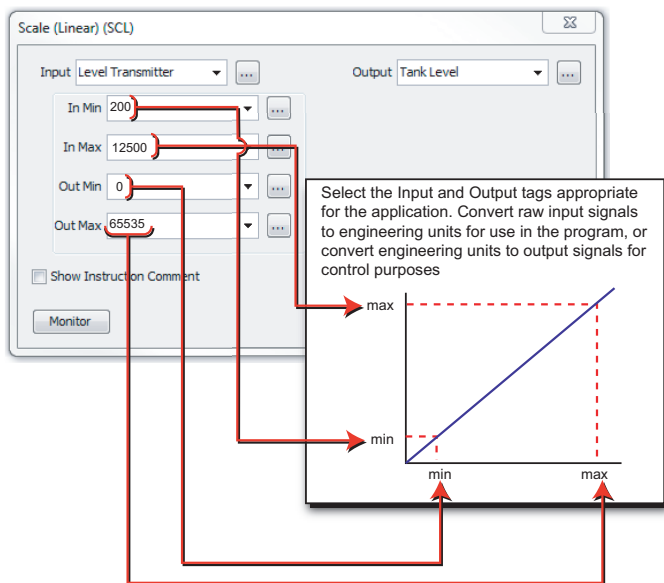 Scale (Linear) (SCL)
Input Level Transmitter ... Output Tank Level ...
In Min 200 ...
In Max 12500 ...
Out Min 0 ...
Out Max 65535 ...
Show Instruction Comment
Monitor
Select the Input and Output tags appropriate
for the application. Convert raw input signals
to engineering units for use in the program, or
convert engineering units to output signals for
control purposes
max
min
min max